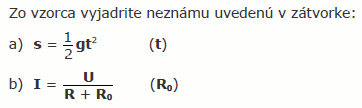 Zo vzorca vyjadrite neznámu uvedenú v zátvorke:
a) s = 1/2 gt² (t)
b) I = U / (R + R₀) (R₀)